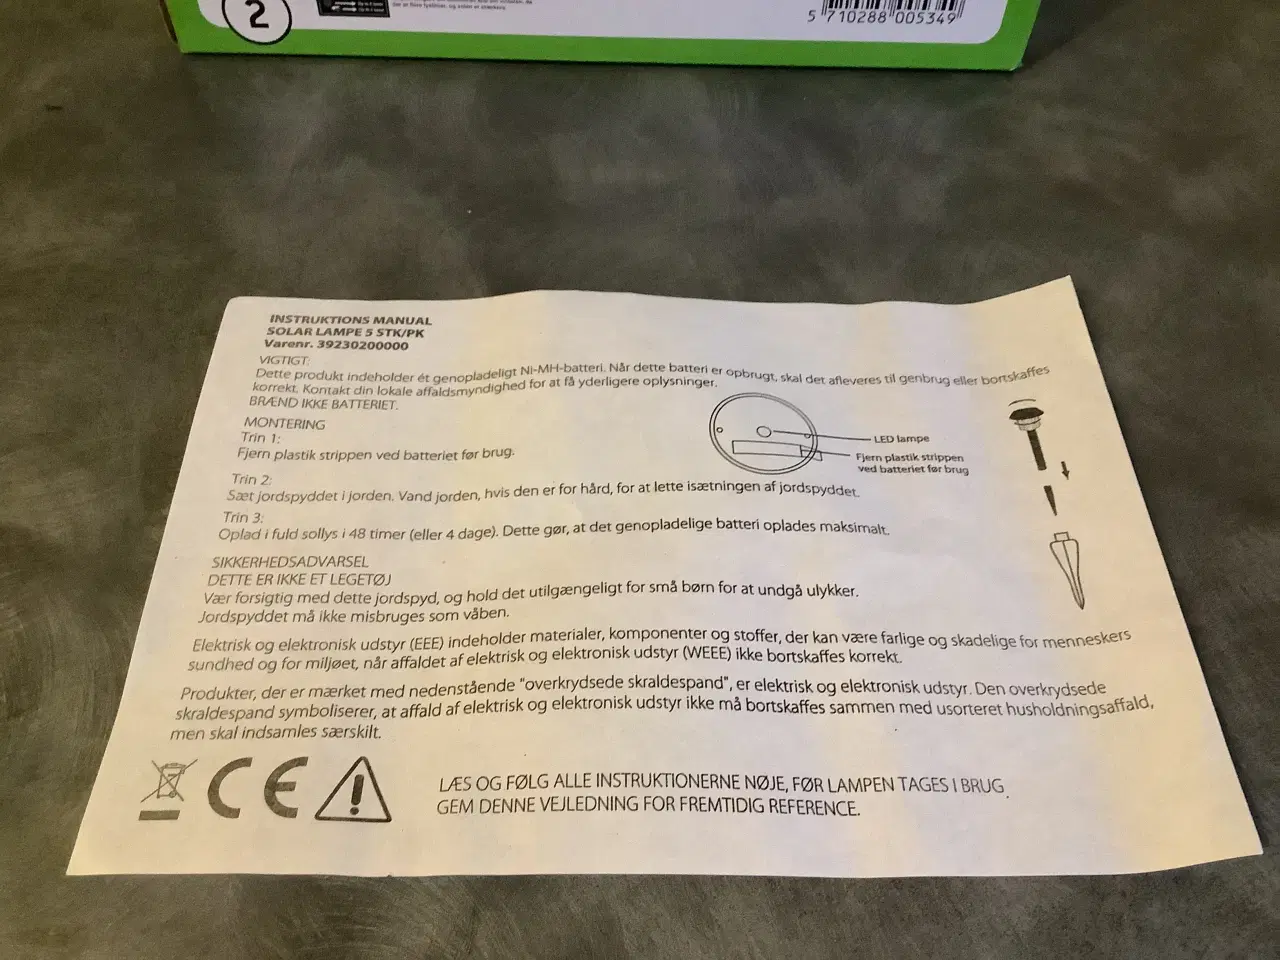 2
5 710288 005349
INSTRUKTIONS MANUAL
SOLAR LAMPE 5 STK/PK
Varenr. 39230200000
VIGTIGT:
Dette produkt indeholder ét genopladeligt Ni-MH-batteri. Når dette batteri er opbrugt, skal det afleveres til genbrug eller bortskaffes
korrekt. Kontakt din lokale affaldsmyndighed for at få yderligere oplysninger.
BRÆND IKKE BATTERIET.
MONTERING
Trin 1:
Fjern plastik strippen ved batteriet før brug.
LED lampe
Fjern plastik strippen
ved batteriet før brug
Trin 2:
Sæt jordspyddet i jorden. Vand jorden, hvis den er for hård, for at lette isætningen af jordspyddet.
Trin 3:
Oplad i fuld sollys i 48 timer (eller 4 dage). Dette gør, at det genopladelige batteri oplades maksimalt.
SIKKERHEDSADVARSEL
DETTE ER IKKE ET LEGETØJ
Vær forsigtig med dette jordspyd, og hold det utilgængeligt for små børn for at undgå ulykker.
Jordspyddet må ikke misbruges som våben.
Elektrisk og elektronisk udstyr (EEE) indeholder materialer, komponenter og stoffer, der kan være farlige og skadelige for menneskers
sundhed og for miljøet, når affaldet af elektrisk og elektronisk udstyr (WEEE) ikke bortskaffes korrekt.
Produkter, der er mærket med nedenstående "overkrydsede skraldespand", er elektrisk og elektronisk udstyr. Den overkrydsede
skraldespand symboliserer, at affald af elektrisk og elektronisk udstyr ikke må bortskaffes sammen med usorteret husholdningsaffald,
men skal indsamles særskilt.
CE
LÆS OG FØLG ALLE INSTRUKTIONERNE NØJE, FØR LAMPEN TAGES I BRUG.
GEM DENNE VEJLEDNING FOR FREMTIDIG REFERENCE.